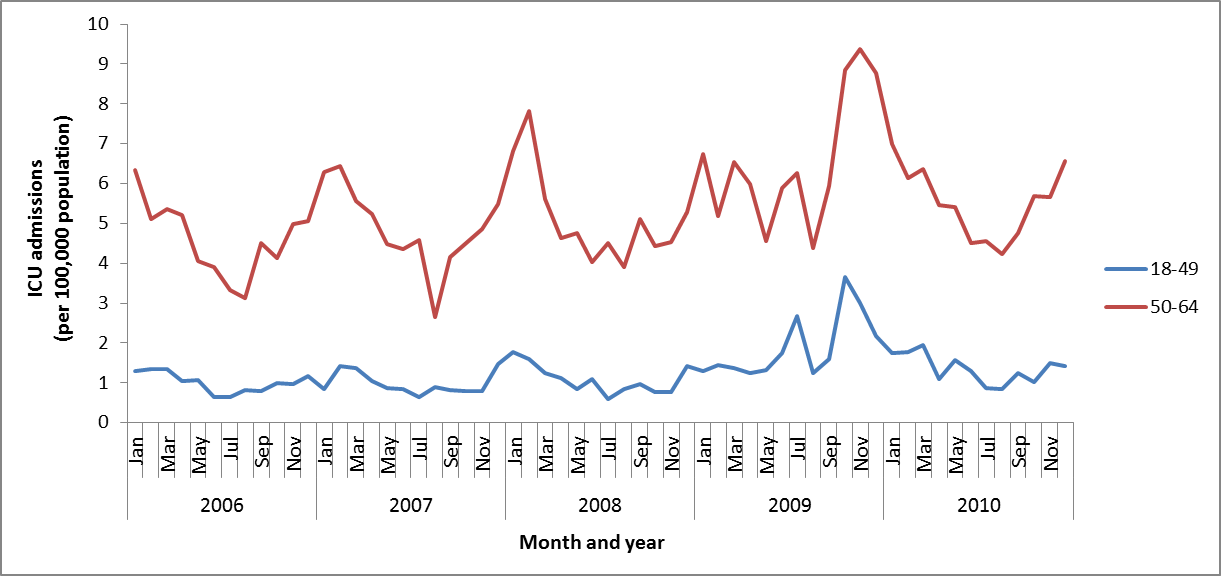 10
9
8
7
6
5
4
3
2
1
0
ICU admissions
(per 100,000 population)
Jan Mar May Jul Sep Nov Jan Mar May Jul Sep Nov Jan Mar May Jul Sep Nov Jan Mar May Jul Sep Nov Jan Mar May Jul Sep Nov
2006 2007 2008 2009 2010
Month and year
18-49
50-64